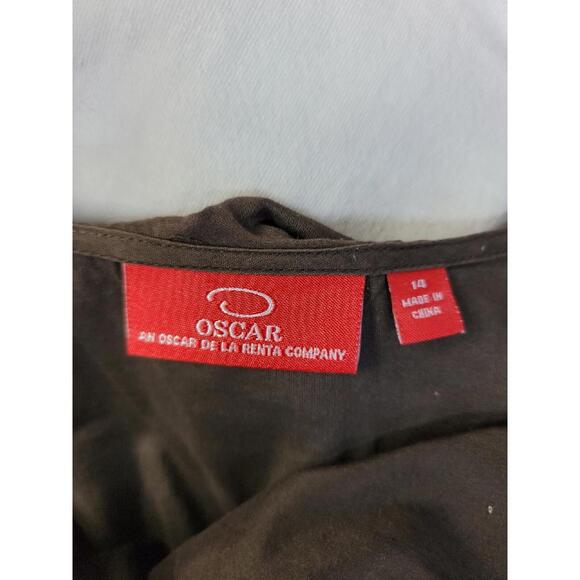 OSCAR
AN OSCAR DE LA RENTA COMPANY
14
MADE IN
CHINA